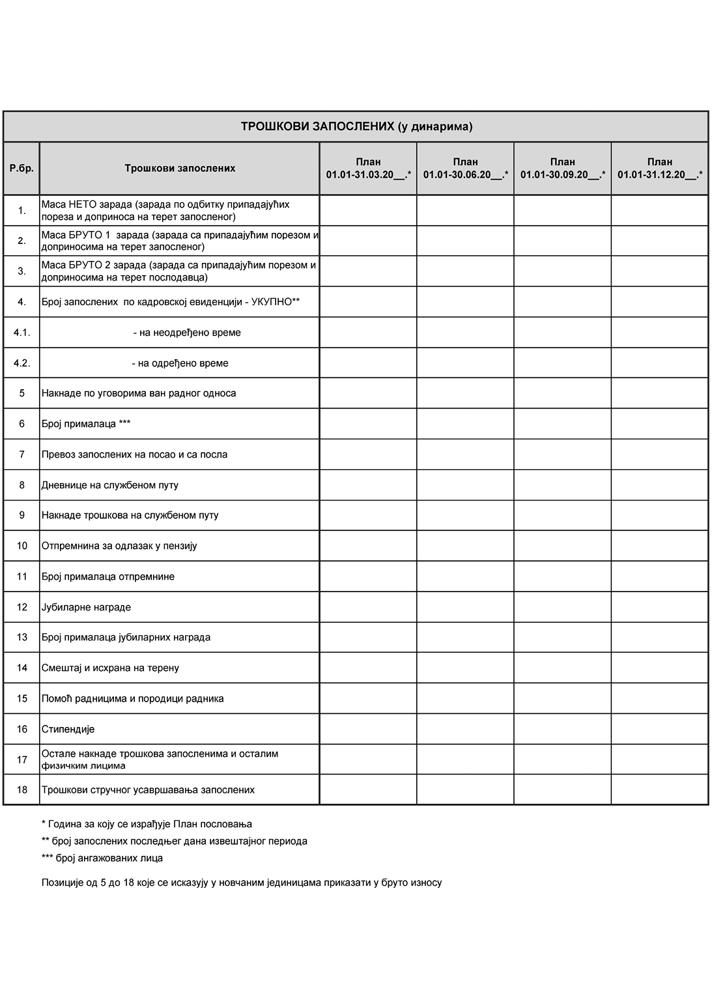 ТРОШКОВИ ЗАПОСЛЕНИХ (у динарима)
Р.бр.
Трошкови запослених
План
01.01-31.03.20__.*
План
01.01-30.06.20__.*
План
01.01-30.09.20__.*
План
01.01-31.12.20__.*
1.
Маса НЕТО зарада (зарада по одбитку припадајућих
пореза и доприноса на терет запосленог)
2.
Маса БРУТО 1  зарада (зарада са припадајућим порезом и
доприносима на терет запосленог)
3.
Маса БРУТО 2 зарада (зарада са припадајућим порезом и
доприносима на терет послодавца)
4.
Број запослених  по кадровској евиденцији - УКУПНО**
4.1.
- на неодређено време
4.2.
- на одређено време
5
Накнаде по уговорима ван радног односа
6
Број прималаца ***
7
Превоз запослених на посао и са посла
8
Дневнице на службеном путу
9
Накнаде трошкова на службеном путу
10
Отпремнина за одлазак у пензију
11
Број прималаца отпремнине
12
Јубиларне награде
13
Број прималаца јубиларних награда
14
Смештај и исхрана на терену
15
Помоћ радницима и породици радника
16
Стипендије
17
Остале накнаде трошкова запосленима и осталим
физичким лицима
18
Трошкови стручног усавршавања запослених
* Година за коју се израђује План пословања
** број запослених последњег дана извештајног периода
*** број ангажованих лица
Позиције од 5 до 18 које се исказују у новчаним јединицама приказати у бруто износу